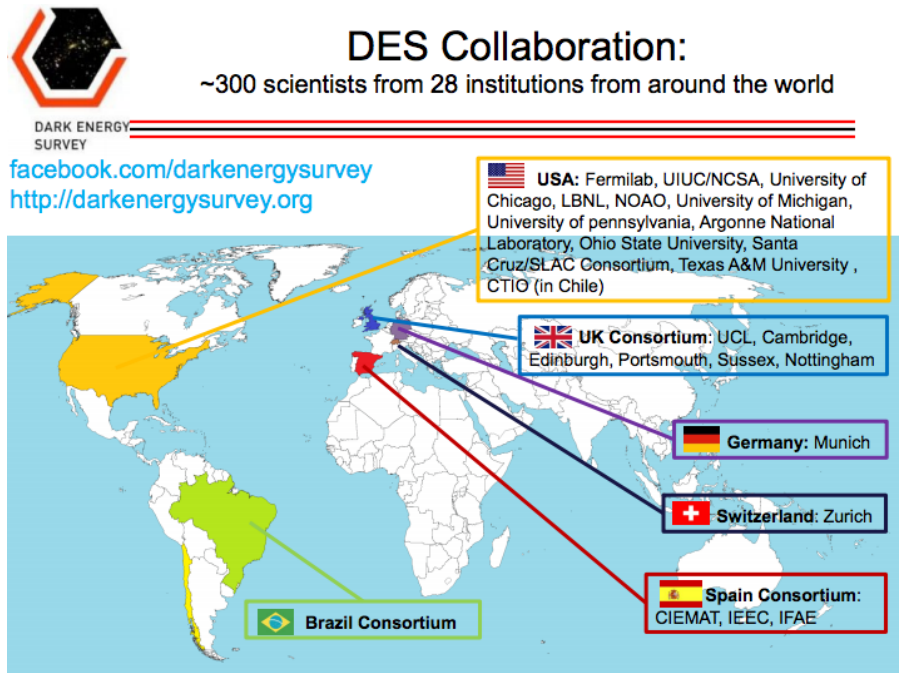 DES Collaboration:
~300 scientists from 28 institutions from around the world
DARK ENERGY
SURVEY
facebook.com/darkenergysurvey
http://darkenergysurvey.org
USA: Fermilab, UIUC/NCSA, University of
Chicago, LBNL, NOAO, University of Michigan,
University of pennsylvania, Argonne National
Laboratory, Ohio State University, Santa
Cruz/SLAC Consortium, Texas A&M University ,
CTIO (in Chile)
UK Consortium: UCL, Cambridge,
Edinburgh, Portsmouth, Sussex, Nottingham
Germany: Munich
Switzerland: Zurich
Spain Consortium:
CIEMAT, IEEC, IFAE
Brazil Consortium